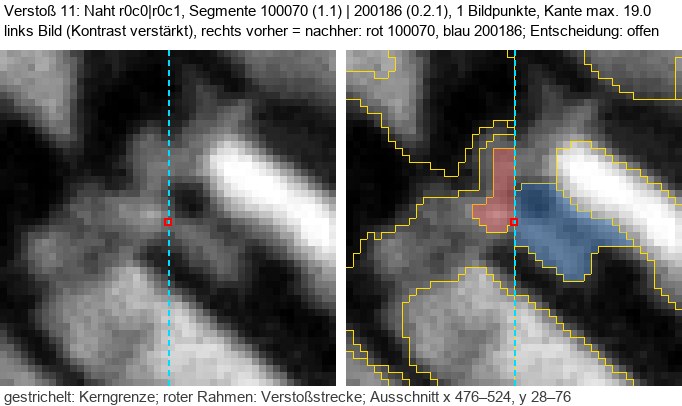 Verstoß 11: Naht r0c0|r0c1, Segmente 100070 (1.1) | 200186 (0.2.1), 1 Bildpunkte, Kante max. 19.0
links Bild (Kontrast verstärkt), rechts vorher = nachher: rot 100070, blau 200186; Entscheidung: offen
gestrichelt: Kerngrenze; roter Rahmen: Verstoßstrecke; Ausschnitt x 476–524, y 28–76